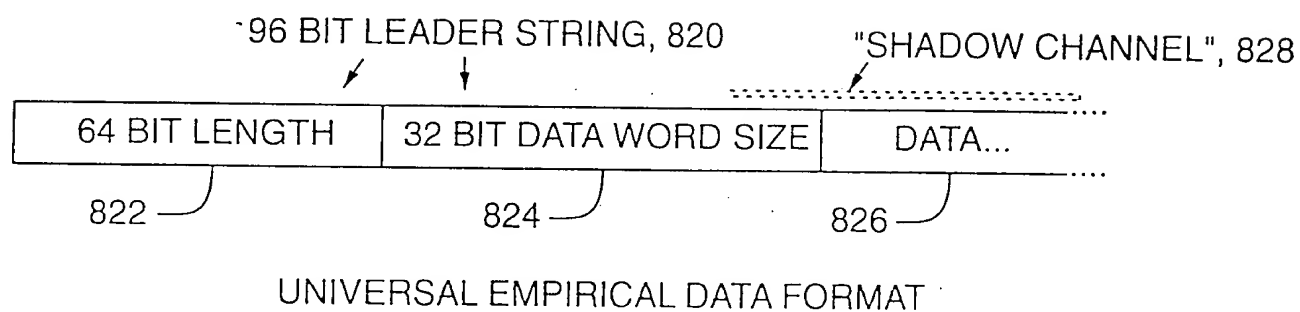 96 BIT LEADER STRING, 820
"SHADOW CHANNEL", 828
64 BIT LENGTH
32 BIT DATA WORD SIZE
DATA...
822
824
826
UNIVERSAL EMPIRICAL DATA FORMAT